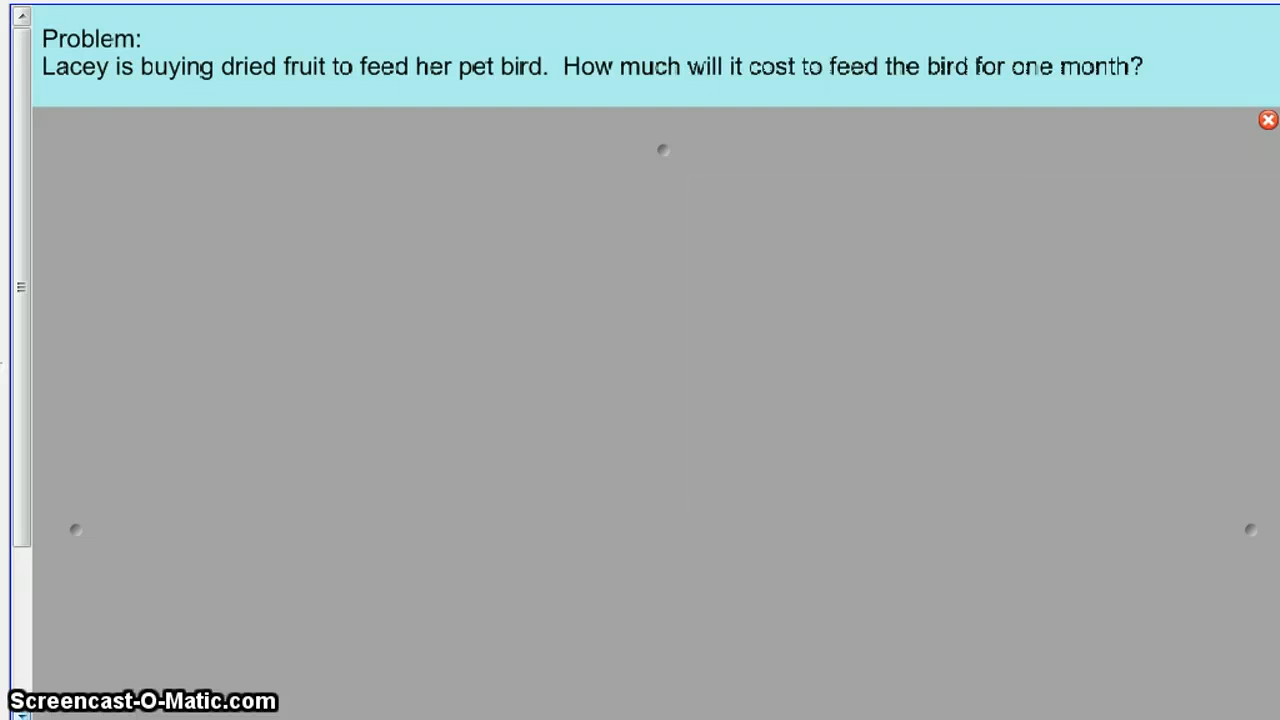 Problem:
Lacey is buying dried fruit to feed her pet bird.  How much will it cost to feed the bird for one month?
Screencast-O-Matic.com